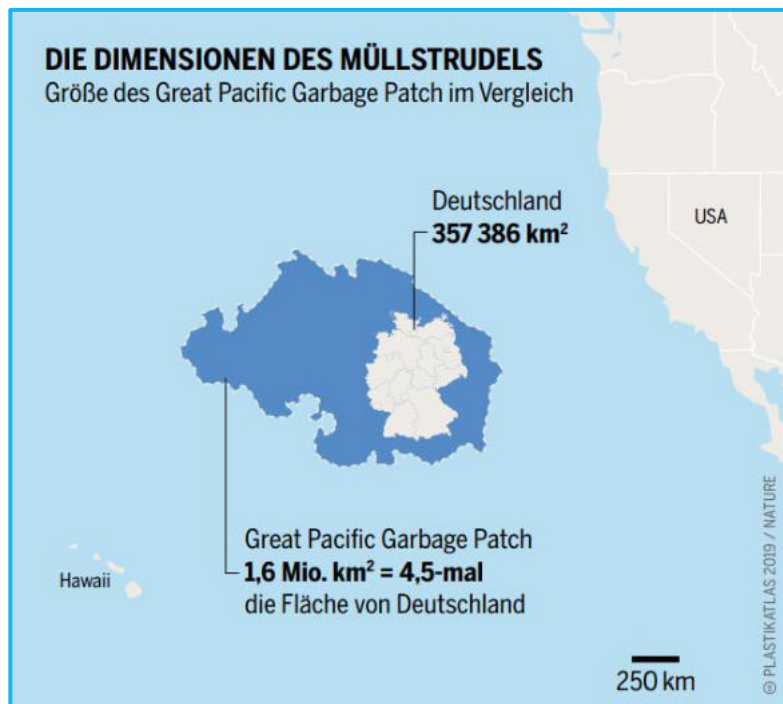 DIE DIMENSIONEN DES MÜLLSTRUDELS
Größe des Great Pacific Garbage Patch im Vergleich
Deutschland
357 386 km²
USA
Great Pacific Garbage Patch
1,6 Mio. km² = 4,5-mal
die Fläche von Deutschland
Hawaii
250 km
© PLASTIKATLAS 2019 / NATURE